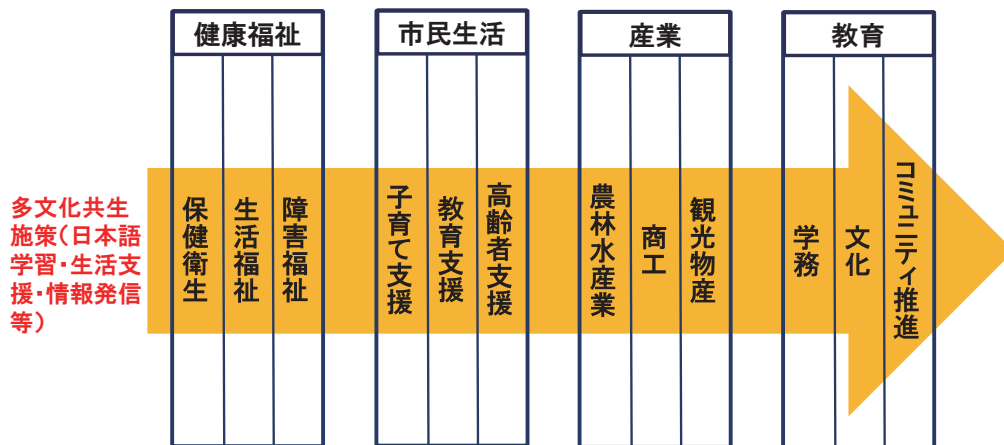 健康福祉
市民生活
産業
教育
多文化共生
施策(日本語
学習・生活支
援・情報発信
等)
保健衛生
生活福祉
障害福祉
子育て支援
教育支援
高齢者支援
農林水産業
商工
観光物産
学務
文化
コミュニティ推進